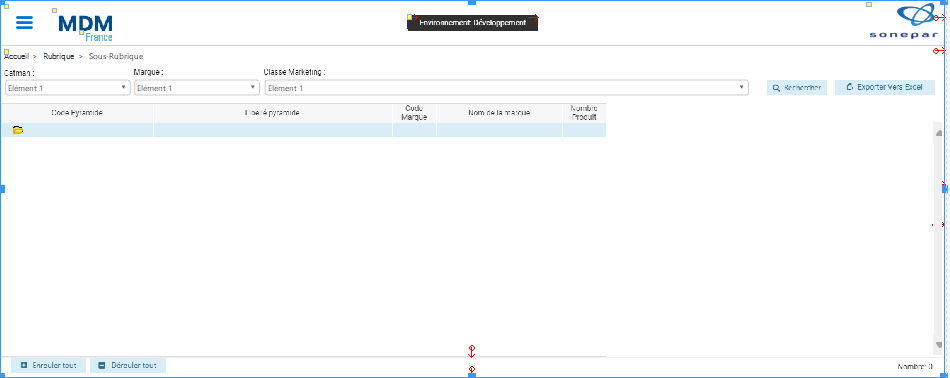 MDM
France
Environnement: Développement
sonepar
Accueil > Rubrique > Sous-Rubrique
Catman : Marque : Classe Marketing :
Elément 1 Elément 1 Elément 1 Rechercher Exporter Vers Excel
Code Pyramide Libellé pyramide Code Marque Nom de la marque Nombre Produit
Enrouler tout Dérouler tout Nombre: 0